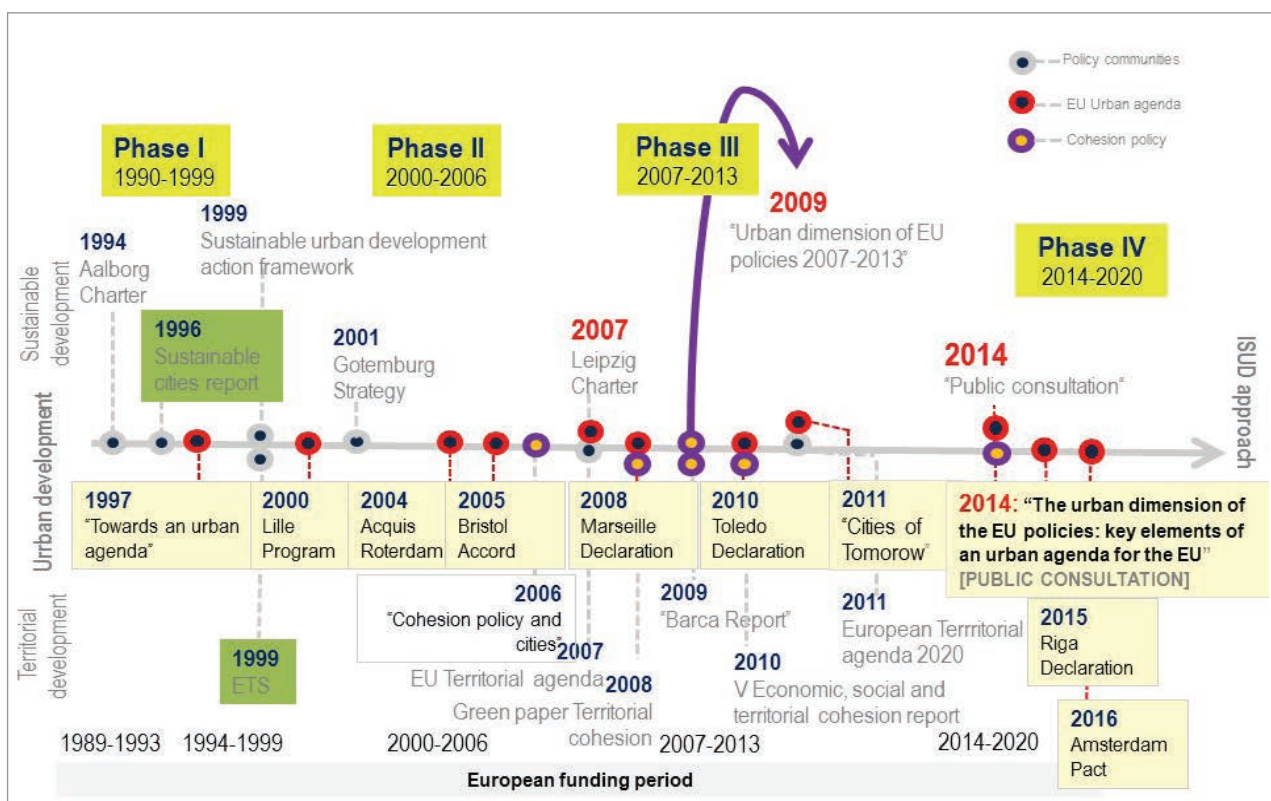 Policy communities
EU Urban agenda
Cohesion policy
Phase I
1990-1999
Phase II
2000-2006
Phase III
2007-2013
Phase IV
2014-2020
1994
Aalborg
Charter
1999
Sustainable urban development
action framework
1996
Sustainable
cities report
2001
Gotemburg
Strategy
2007
Leipzig
Charter
2009
"Urban dimension of EU
policies 2007-2013"
2014
"Public consultation"
Sustainable
development
Urrban development
Territorial
development
ISUD approach
1997
"Towards an urban
agenda"
2000
Lille
Program
2004
Acquis
Roterdam
2005
Bristol
Accord
2008
Marseille
Declaration
2010
Toledo
Declaration
2011
"Cities of
Tomorow"
2014: "The urban dimension of
the EU policies: key elements of
an urban agenda for the EU"
[PUBLIC CONSULTATION]
1999
ETS
2006
"Cohesion policy and
cities"
2007
EU Territorial agenda
2008
Green paper Territorial
cohesion
2009
"Barca Report"
2010
V Economic, social and
territorial cohesion report
2011
European Terrritorial
agenda 2020
2015
Riga
Declaration
2016
Amsterdam
Pact
1989-1993
1994-1999
2000-2006
2007-2013
2014-2020
European funding period